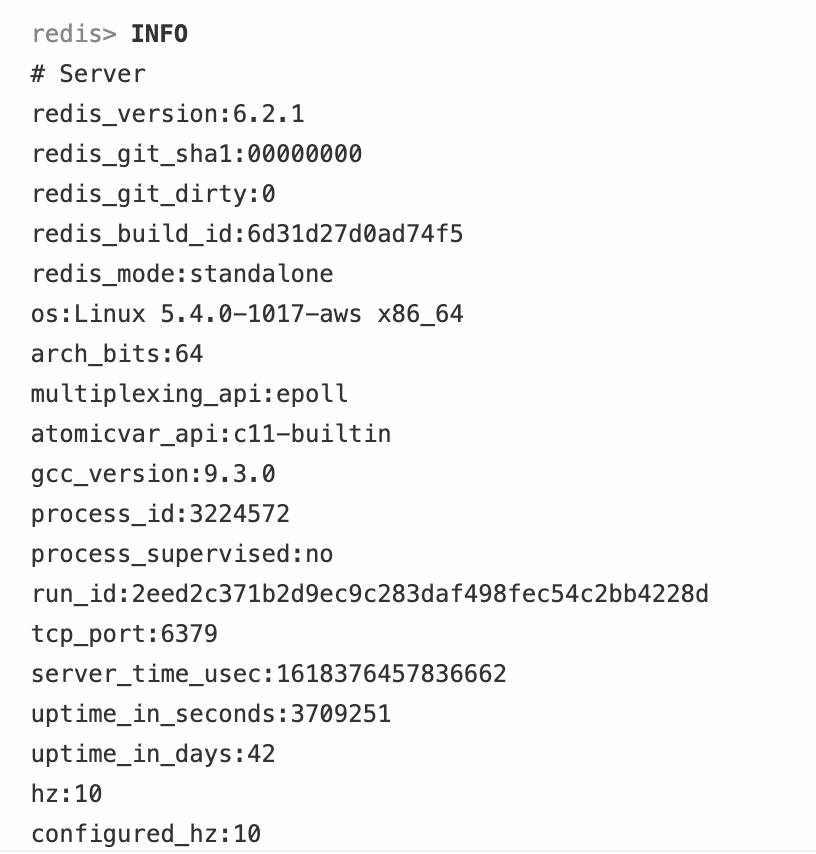 redis> INFO
# Server
redis_version:6.2.1
redis_git_sha1:00000000
redis_git_dirty:0
redis_build_id:6d31d27d0ad74f5
redis_mode:standalone
os:Linux 5.4.0-1017-aws x86_64
arch_bits:64
multiplexing_api:epoll
atomicvar_api:c11-builtin
gcc_version:9.3.0
process_id:3224572
process_supervised:no
run_id:2eed2c371b2d9ec9c283daf498fec54c2bb4228d
tcp_port:6379
server_time_usec:1618376457836662
uptime_in_seconds:3709251
uptime_in_days:42
hz:10
configured_hz:10